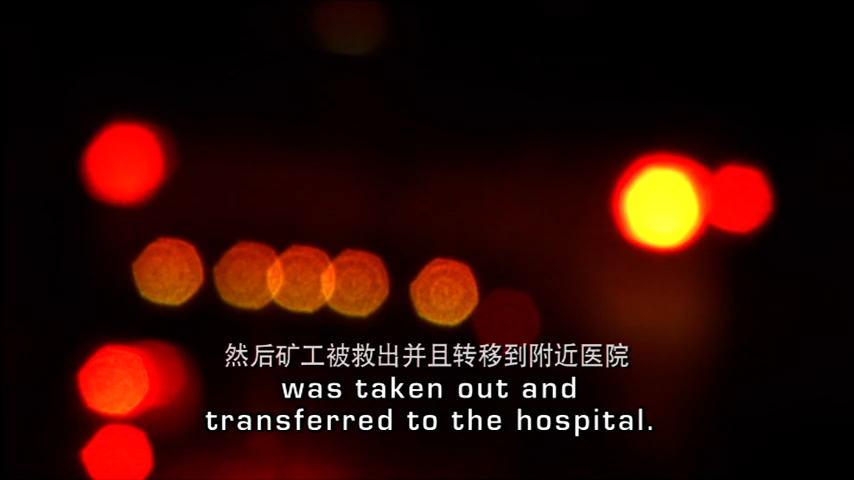 然后矿工被救出并且转移到附近医院
was taken out and
transferred to the hospital.